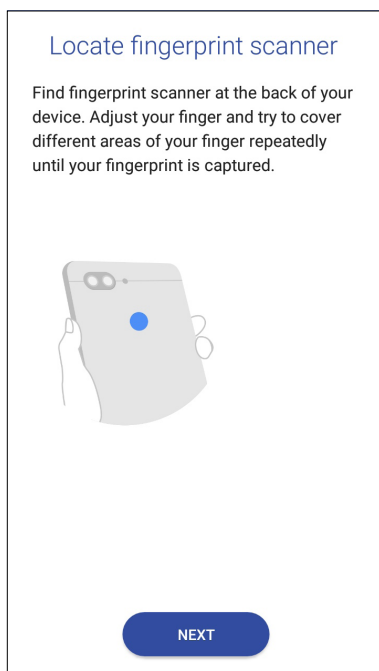 Locate fingerprint scanner
Find fingerprint scanner at the back of your
device. Adjust your finger and try to cover
different areas of your finger repeatedly
until your fingerprint is captured.
NEXT